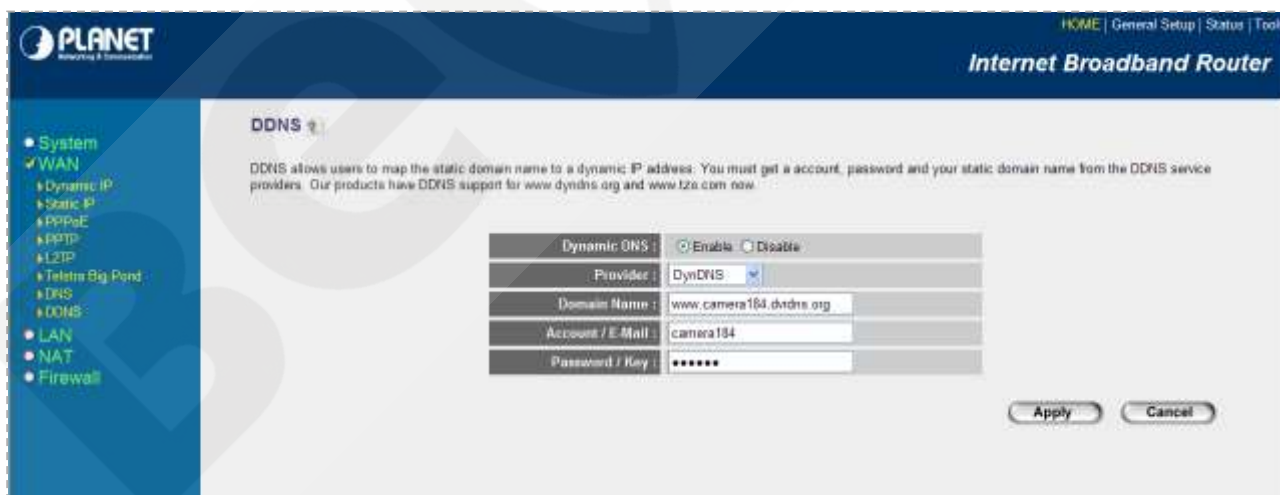 PLANET
Networking & Communication
HOME | General Setup | Status | Tool
Internet Broadband Router
System
WAN
Dynamic IP
Static IP
PPPoE
PPTP
L2TP
Telstra Big Pond
DNS
DDNS
LAN
NAT
Firewall
DDNS
DDNS allows users to map the static domain name to a dynamic IP address. You must get a account, password and your static domain name from the DDNS service
providers. Our products have DDNS support for www.dyndns.org and www.tzo.com now.
Dynamic DNS : Enable Disable
Provider : DynDNS
Domain Name : www.camera184.dvrdns.org
Account / E-Mail : camera184
Password / Key : ●●●●●●
Apply Cancel